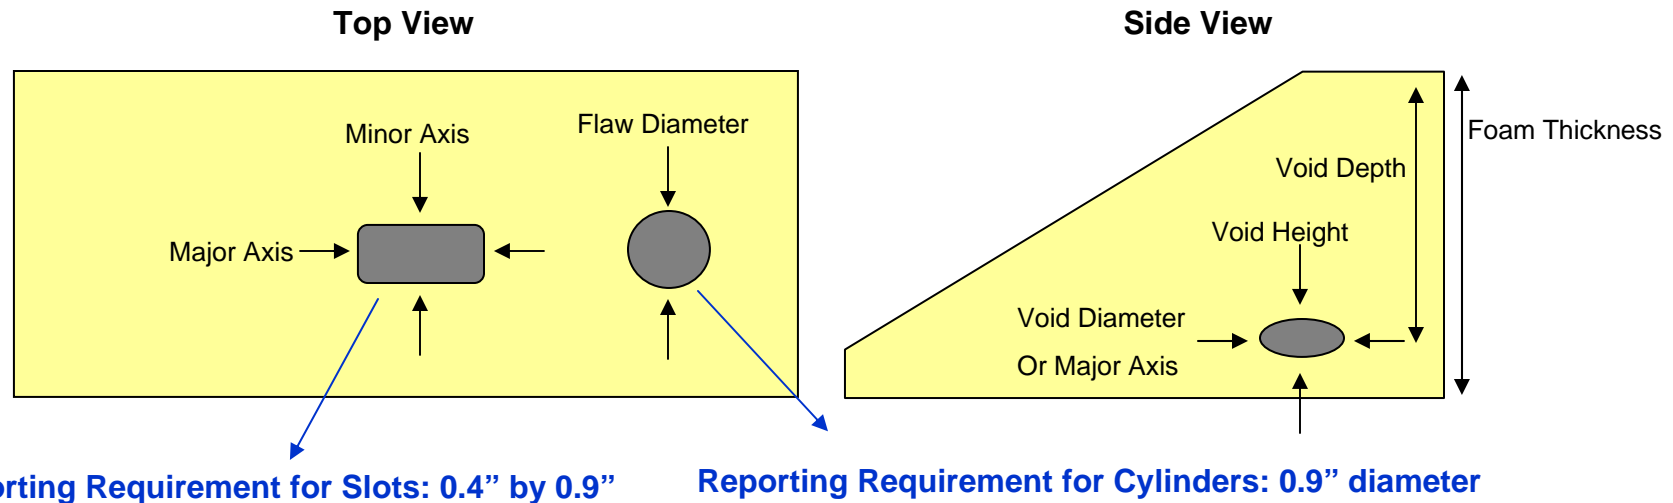 Top View
Side View
Minor Axis
Flaw Diameter
Major Axis
Foam Thickness
Void Depth
Void Height
Void Diameter
Or Major Axis
orting Requirement for Slots: 0.4” by 0.9”
Reporting Requirement for Cylinders: 0.9” diameter